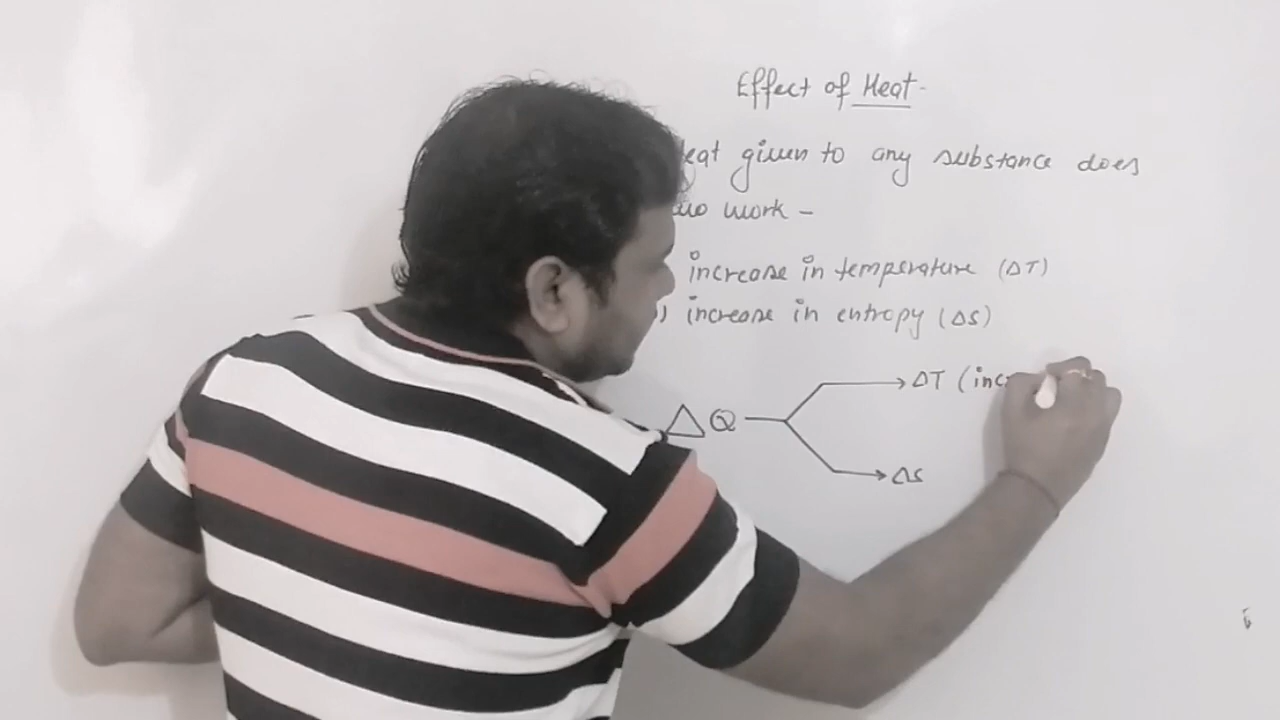 Effect of Heat-
given to any substance does
work -
increase in temperature (ΔT)
) increase in entropy (ΔS)
ΔT (inc
ΔQ
ΔS